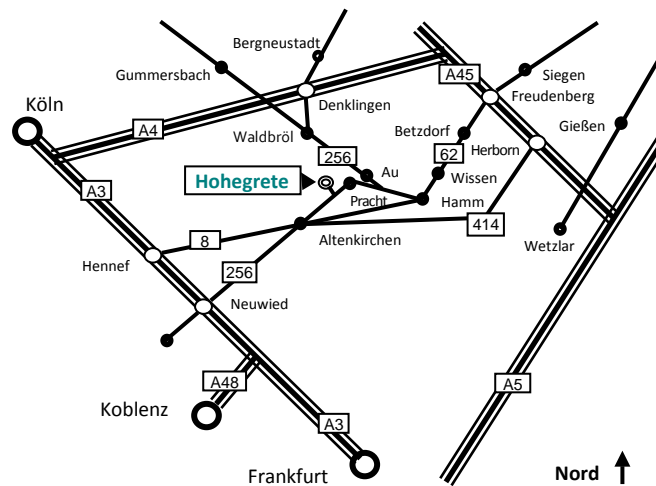 Bergneustadt
Gummersbach
A45
Siegen
Köln
Denklingen
Freudenberg
A4
Waldbröl
Betzdorf
Gießen
256
Au
62
Herborn
A3
Hohegrete
Wissen
Pracht
Hamm
414
8
Altenkirchen
Wetzlar
Hennef
256
Neuwied
A48
A5
Koblenz
A3
Frankfurt
Nord